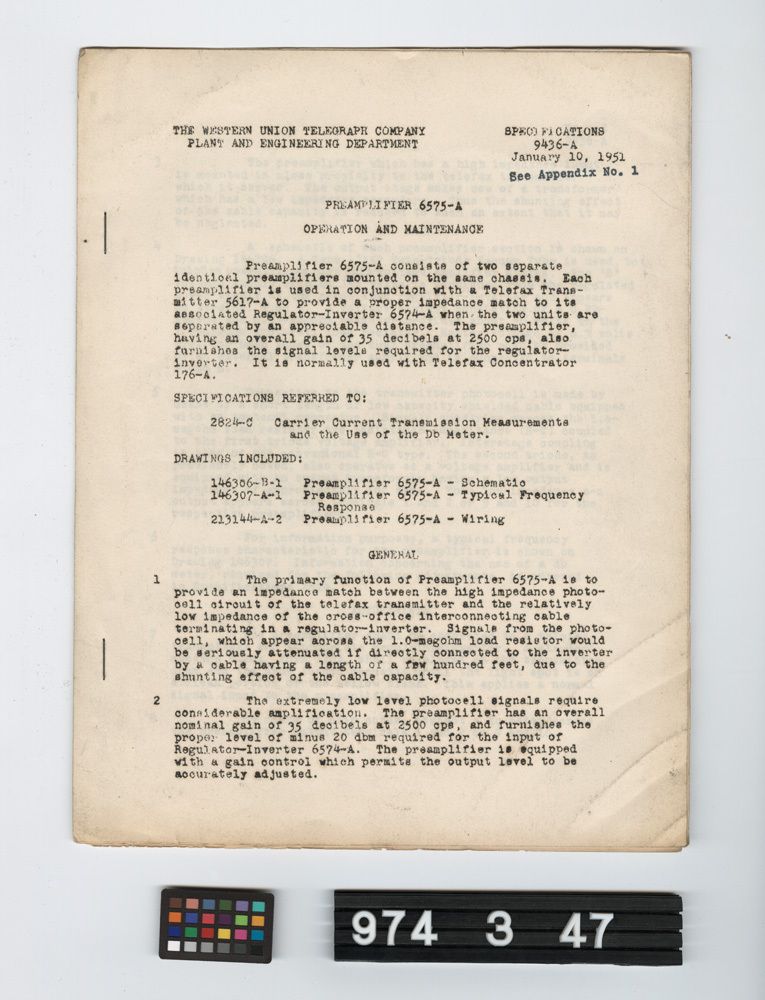 THE WESTERN UNION TELEGRAPH COMPANY
PLANT AND ENGINEERING DEPARTMENT
SPECIFICATIONS
9436-A
January 10, 1951
See Appendix No. 1
PREAMPLIFIER 6575-A
OPERATION AND MAINTENANCE
Preamplifier 6575-A consists of two separate
identical preamplifiers mounted on the same chassis. Each
preamplifier is used in conjunction with a Telefax Trans-
mitter 5617-A to provide a proper impedance match to its
associated Regulator-Inverter 6574-A when the two units are
separated by an appreciable distance. The preamplifier,
having an overall gain of 35 decibels at 2500 cps, also
furnishes the signal levels required for the regulator-
inverter. It is normally used with Telefax Concentrator
176-A.
SPECIFICATIONS REFERRED TO:
2824-C Carrier Current Transmission Measurements
and the Use of the Db Meter.
DRAWINGS INCLUDED:
146306-B-1 Preamplifier 6575-A - Schematic
146307-A-1 Preamplifier 6575-A - Typical Frequency
Response
213144-A-2 Preamplifier 6575-A - Wiring
GENERAL
1 The primary function of Preamplifier 6575-A is to
provide an impedance match between the high impedance photo-
cell circuit of the telefax transmitter and the relatively
low impedance of the cross-office interconnecting cable
terminating in a regulator-inverter. Signals from the photo-
cell, which appear across the 1.0-megohm load resistor would
be seriously attenuated if directly connected to the inverter
by a cable having a length of a few hundred feet, due to the
shunting effect of the cable capacity.
2 The extremely low level photocell signals require
considerable amplification. The preamplifier has an overall
nominal gain of 35 decibels at 2500 cps, and furnishes the
proper level of minus 20 dbm required for the input of
Regulator-Inverter 6574-A. The preamplifier is equipped
with a gain control which permits the output level to be
accurately adjusted.
974 3 47